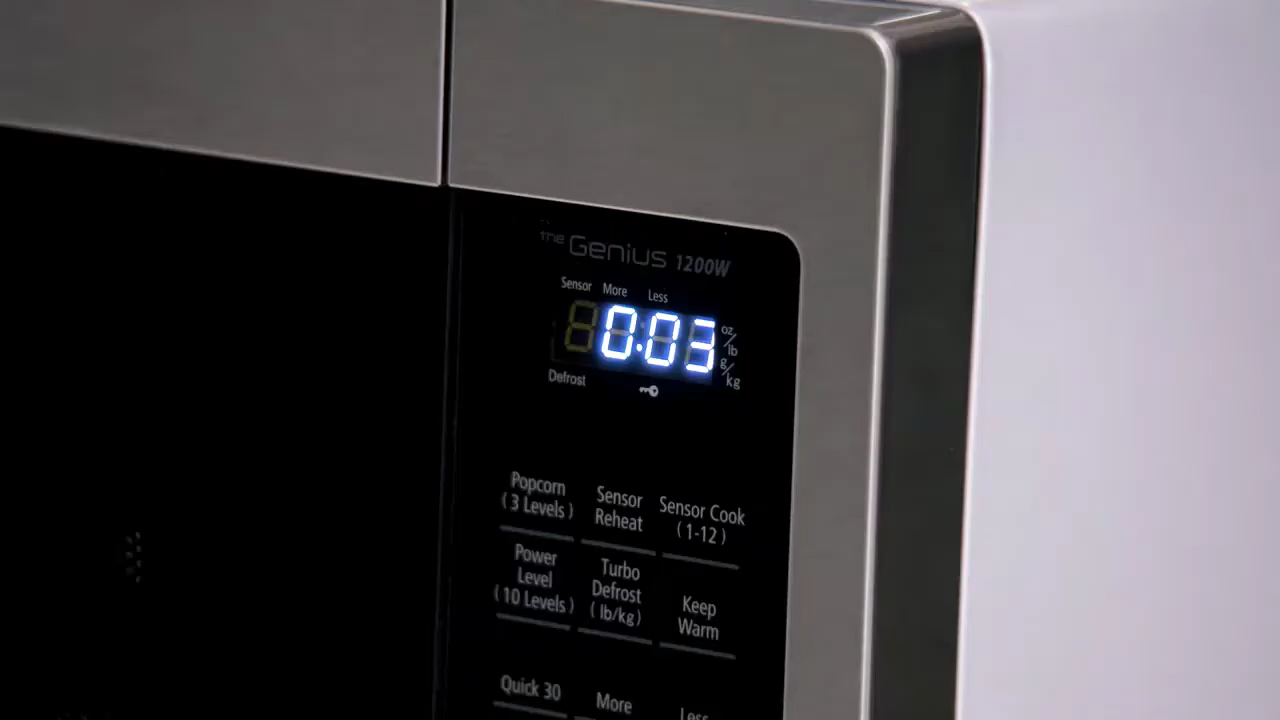 the Genius 1200W
Sensor More Less
0:03
oz/lb
g/kg
Defrost
Popcorn
(3 Levels)
Sensor
Reheat
Sensor Cook
(1-12)
Power
Level
(10 Levels)
Turbo
Defrost
(lb/kg)
Keep
Warm
Quick 30
More
Less